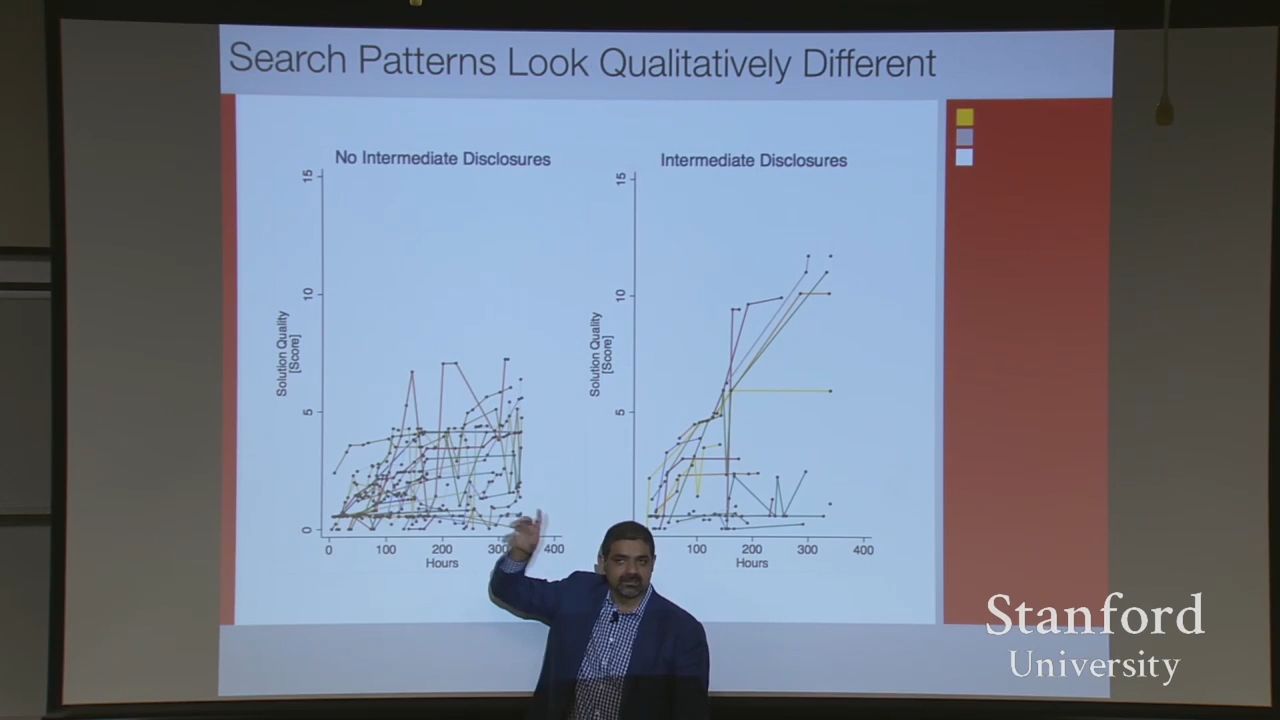 Search Patterns Look Qualitatively Different
No Intermediate Disclosures
Intermediate Disclosures
15
10
5
0
Solution Quality
[Score]
0 100 200 300 400
Hours
15
10
5
0
Solution Quality
[Score]
100 200 300 400
Hours
Stanford
University